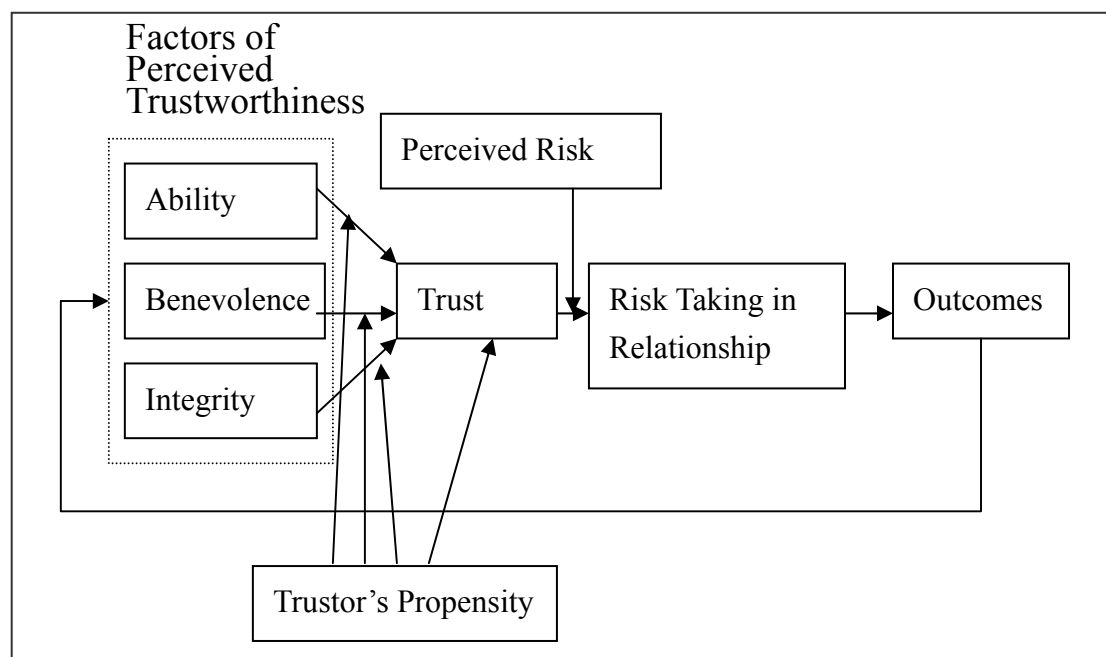 Factors of
Perceived
Trustworthiness
Perceived Risk
Ability
Benevolence
Integrity
Trust
Risk Taking in
Relationship
Outcomes
Trustor’s Propensity